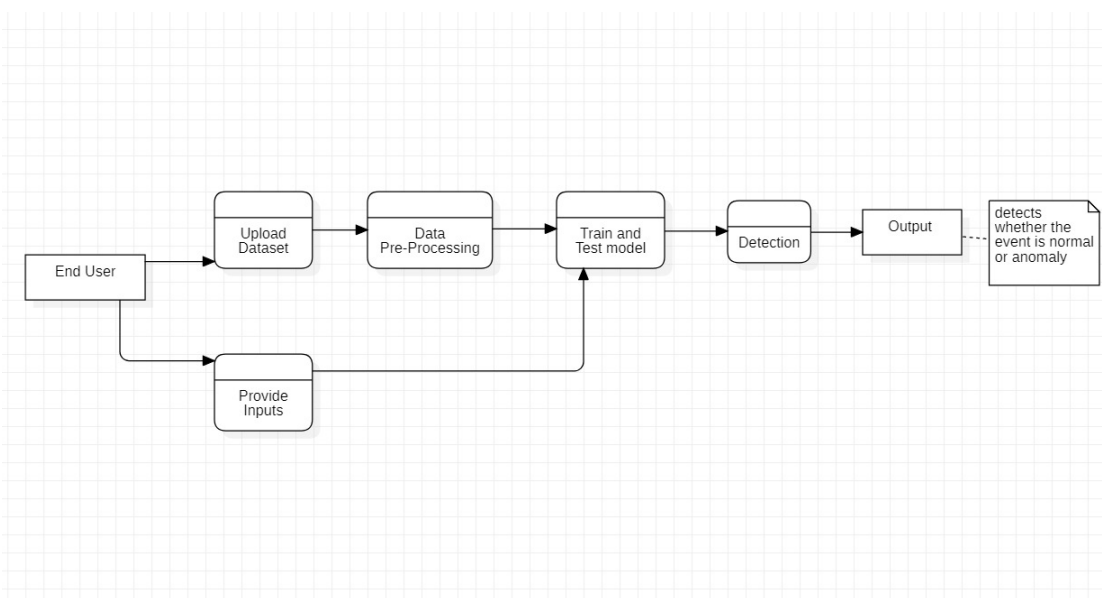 End User
Upload
Dataset
Data
Pre-Processing
Train and
Test model
Detection
Output
detects
whether the
event is normal
or anomaly
Provide
Inputs